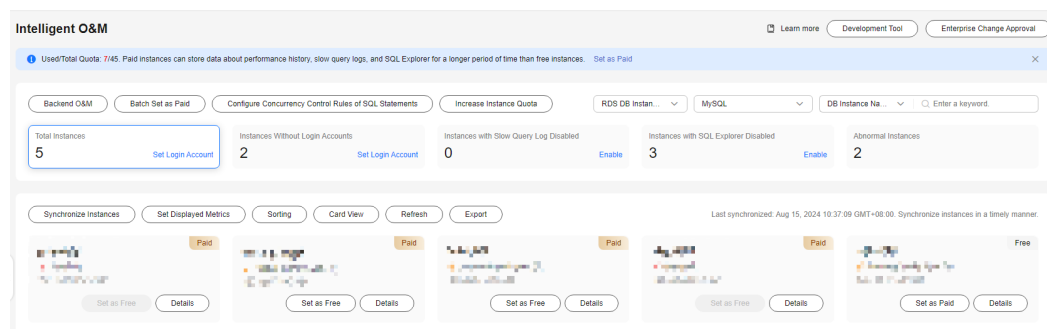 Intelligent O&M
Learn more
Development Tool
Enterprise Change Approval
Used/Total Quota: 7/45. Paid instances can store data about performance history, slow query logs, and SQL Explorer for a longer period of time than free instances. Set as Paid
Backend O&M
Batch Set as Paid
Configure Concurrency Control Rules of SQL Statements
Increase Instance Quota
RDS DB Instan...
MySQL
DB Instance Na...
Enter a keyword.
Total Instances
5
Set Login Account
Instances Without Login Accounts
2
Set Login Account
Instances with Slow Query Log Disabled
0
Enable
Instances with SQL Explorer Disabled
3
Enable
Abnormal Instances
2
Synchronize Instances
Set Displayed Metrics
Sorting
Card View
Refresh
Export
Last synchronized: Aug 15, 2024 10:37:09 GMT+08:00. Synchronize instances in a timely manner.
Paid
Set as Free
Details
Paid
Set as Free
Details
Paid
Set as Free
Details
Paid
Set as Free
Details
Free
Set as Paid
Details